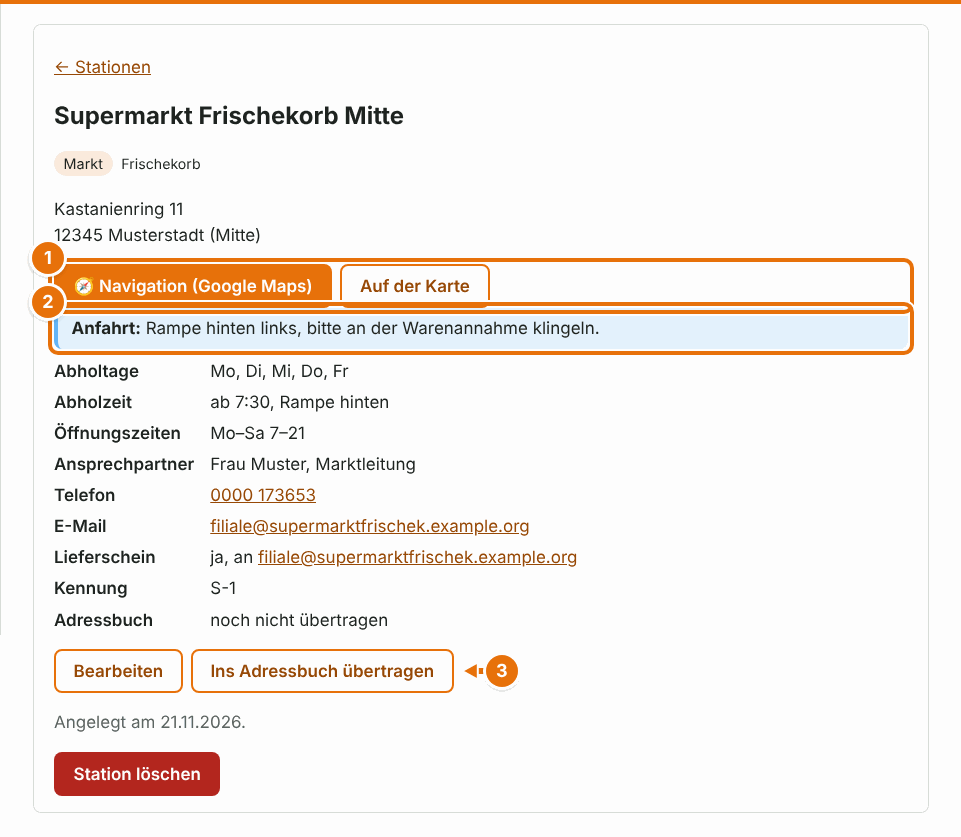 ← Stationen
Supermarkt Frischekorb Mitte
Markt Frischekorb
Kastanienring 11
12345 Musterstadt (Mitte)
1
🧭 Navigation (Google Maps) Auf der Karte
2
Anfahrt: Rampe hinten links, bitte an der Warenannahme klingeln.
Abholtage Mo, Di, Mi, Do, Fr
Abholzeit ab 7:30, Rampe hinten
Öffnungszeiten Mo–Sa 7–21
Ansprechpartner Frau Muster, Marktleitung
Telefon 0000 173653
E-Mail filiale@supermarktfrischek.example.org
Lieferschein ja, an filiale@supermarktfrischek.example.org
Kennung S-1
Adressbuch noch nicht übertragen
Bearbeiten Ins Adressbuch übertragen 3
Angelegt am 21.11.2026.
Station löschen